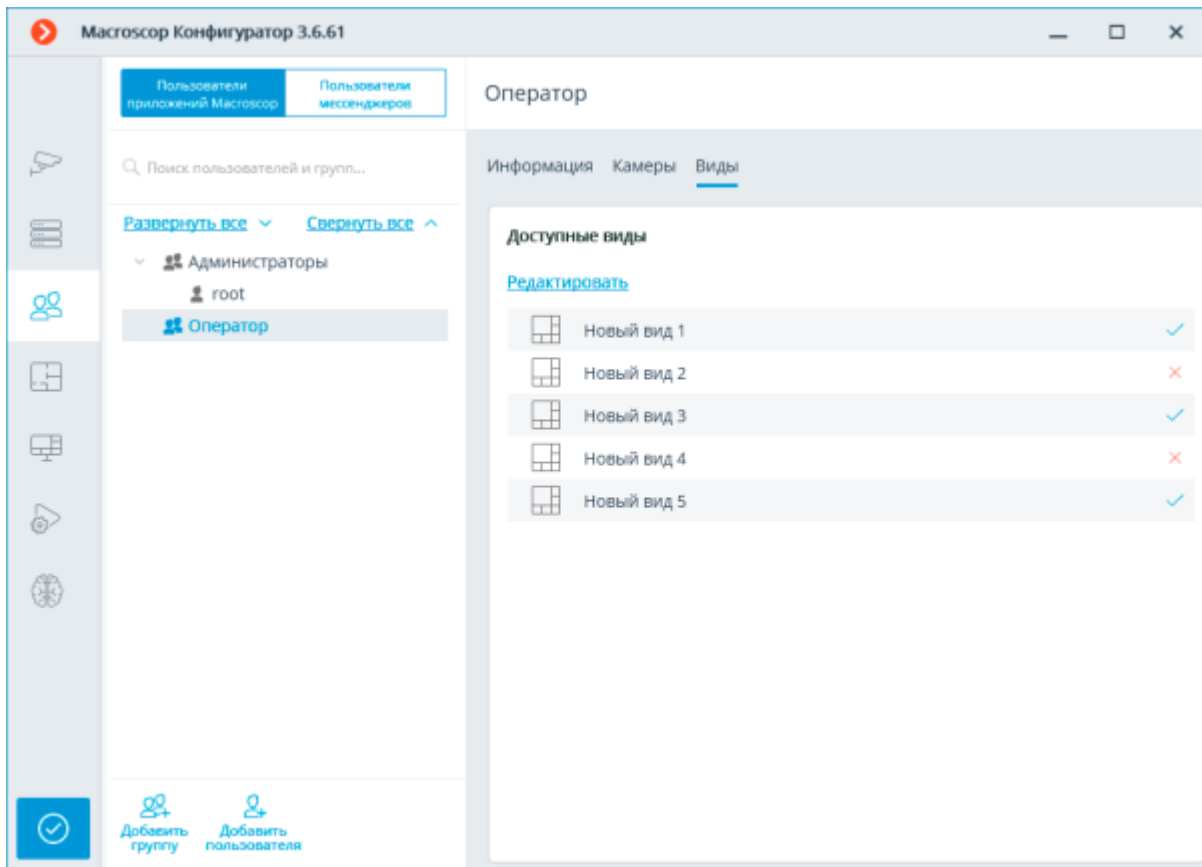 Macroscop Конфигуратор 3.6.61
Пользователи
приложений Macroscop
Пользователи
мессенджеров
Поиск пользователей и групп...
Развернуть все
Свернуть все
Администраторы
root
Оператор
Добавить
группу
Добавить
пользователя
Оператор
Информация
Камеры
Виды
Доступные виды
Редактировать
Новый вид 1
Новый вид 2
Новый вид 3
Новый вид 4
Новый вид 5